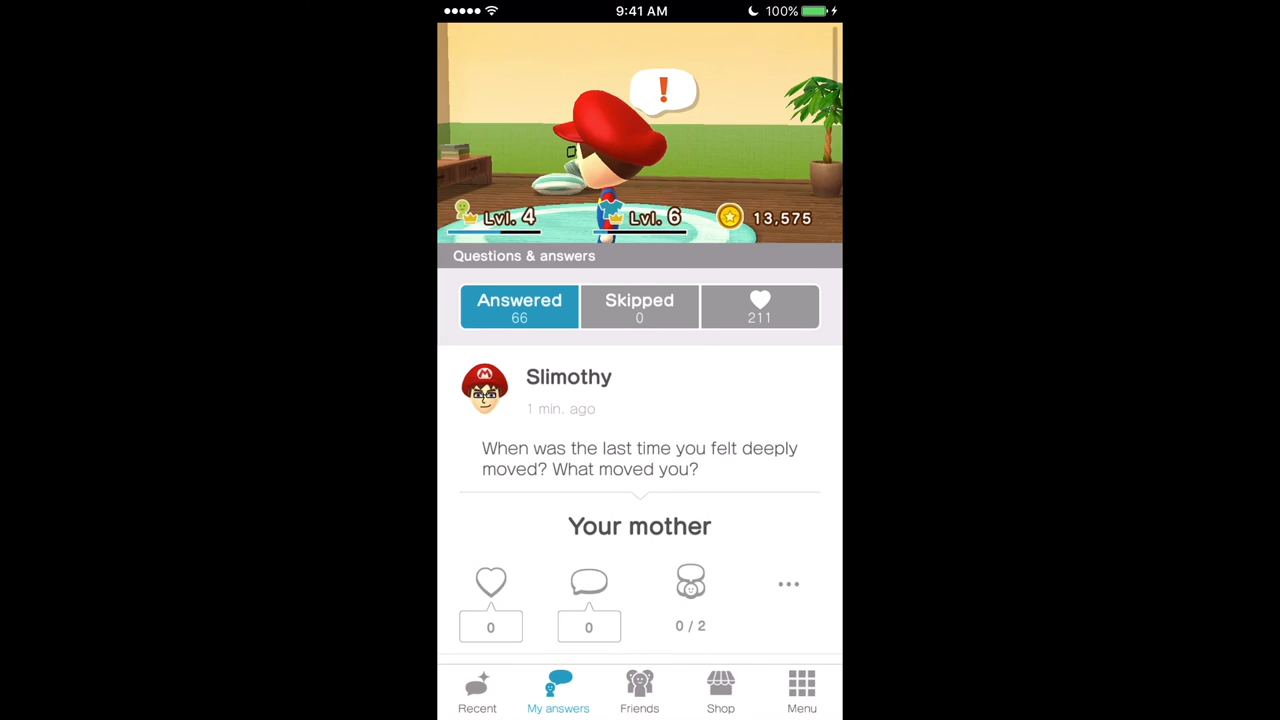 9:41 AM
100%
!
Lvl. 4
Lvl. 6
13,575
Questions & answers
Answered
66
Skipped
0
211
M
Slimothy
1 min. ago
When was the last time you felt deeply
moved? What moved you?
Your mother
0
0
0 / 2
Recent
My answers
Friends
Shop
Menu